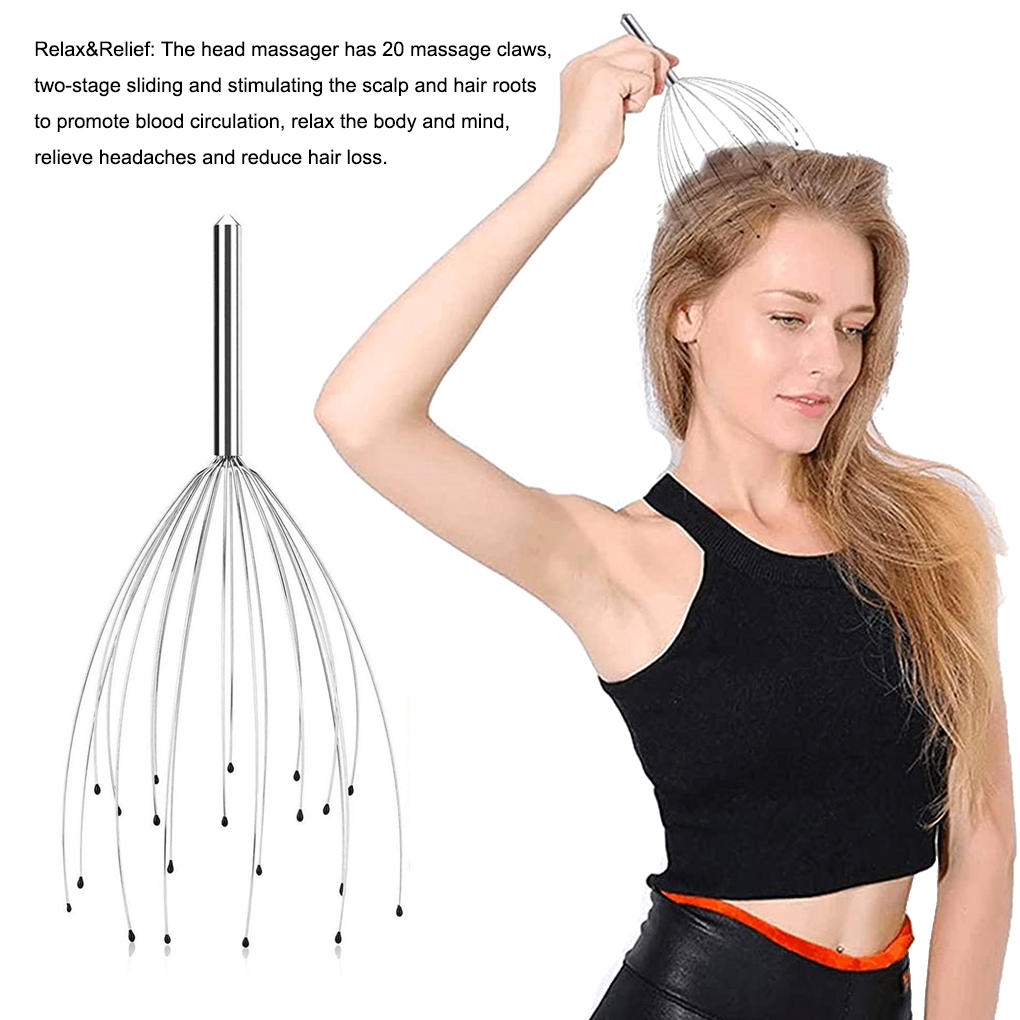 Relax&Relief: The head massager has 20 massage claws,
two-stage sliding and stimulating the scalp and hair roots
to promote blood circulation, relax the body and mind,
relieve headaches and reduce hair loss.